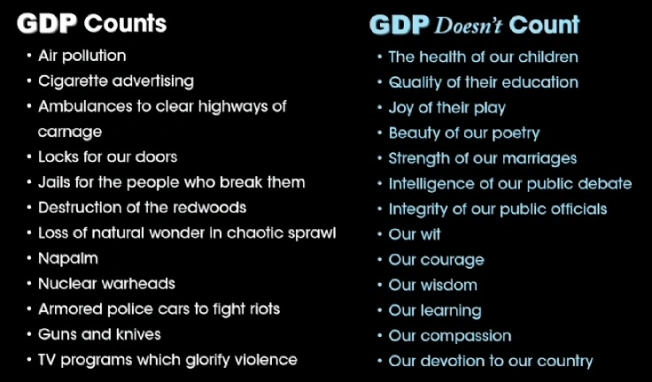 GDP Counts
• Air pollution
• Cigarette advertising
• Ambulances to clear highways of
carnage
• Locks for our doors
• Jails for the people who break them
• Destruction of the redwoods
• Loss of natural wonder in chaotic sprawl
• Napalm
• Nuclear warheads
• Armored police cars to fight riots
• Guns and knives
• TV programs which glorify violence
GDP Doesn't Count
• The health of our children
• Quality of their education
• Joy of their play
• Beauty of our poetry
• Strength of our marriages
• Intelligence of our public debate
• Integrity of our public officials
• Our wit
• Our courage
• Our wisdom
• Our learning
• Our compassion
• Our devotion to our country